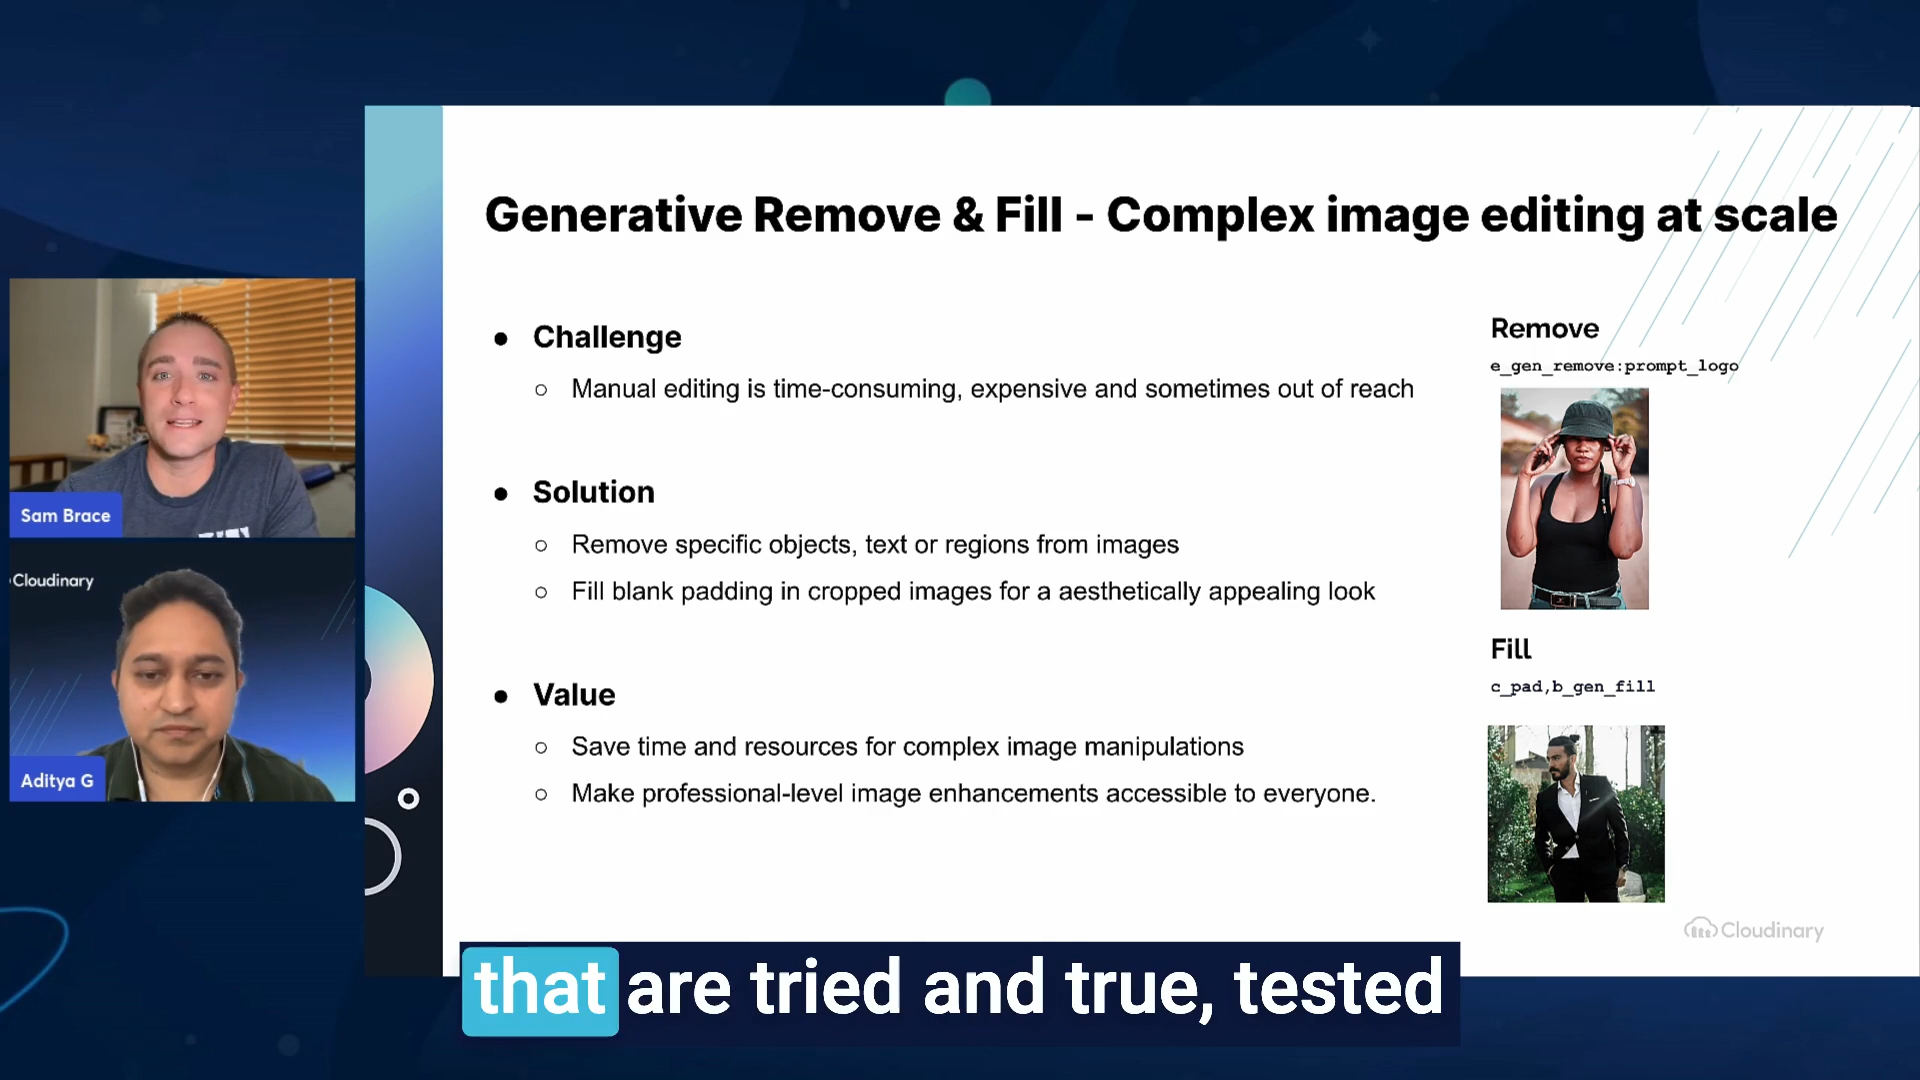 Generative Remove & Fill - Complex image editing at scale
● Challenge
○ Manual editing is time-consuming, expensive and sometimes out of reach
● Solution
○ Remove specific objects, text or regions from images
○ Fill blank padding in cropped images for a aesthetically appealing look
● Value
○ Save time and resources for complex image manipulations
○ Make professional-level image enhancements accessible to everyone.
Remove
e_gen_remove:prompt_logo
Fill
c_pad,b_gen_fill
Cloudinary
Sam Brace
Cloudinary
Aditya G
that are tried and true, tested